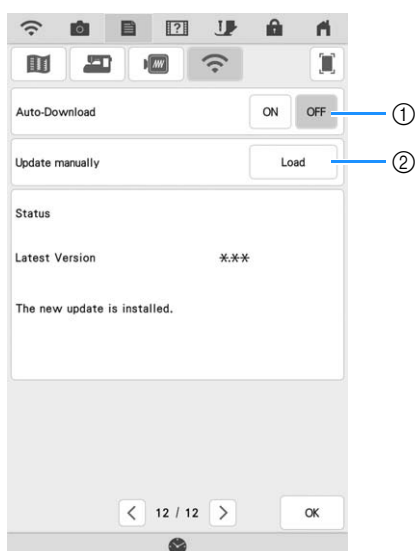 Auto-Download ON OFF ①
Update manually Load ②
Status
Latest Version *.**
The new update is installed.
< 12 / 12 > OK